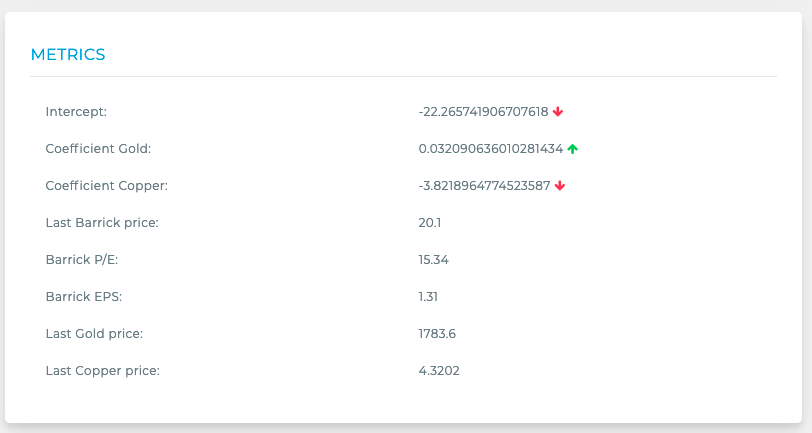 METRICS
Intercept: -22.265741906707618
Coefficient Gold: 0.032090636010281434
Coefficient Copper: -3.8218964774523587
Last Barrick price: 20.1
Barrick P/E: 15.34
Barrick EPS: 1.31
Last Gold price: 1783.6
Last Copper price: 4.3202